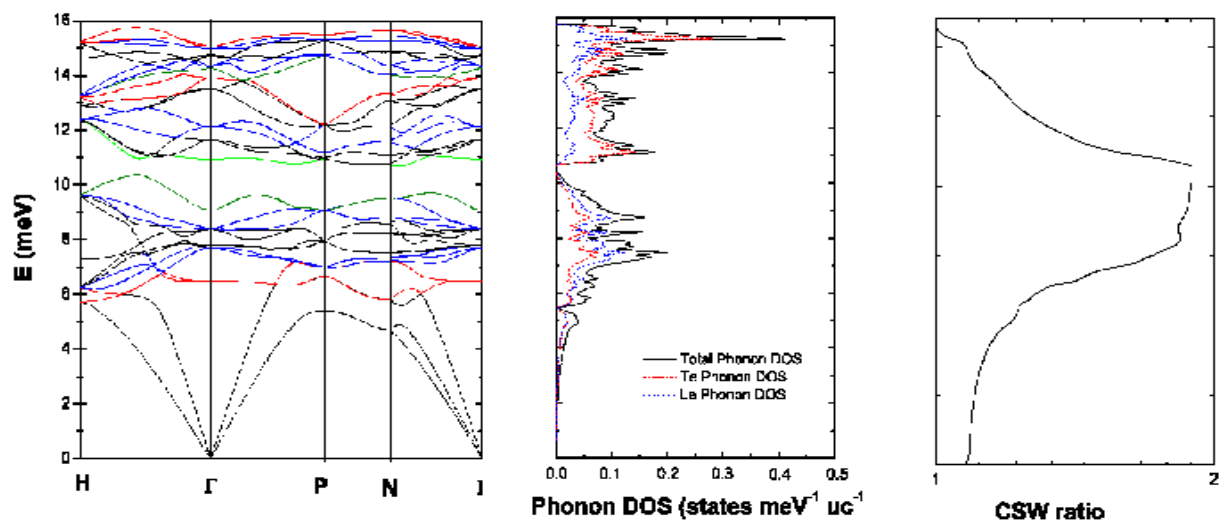 16
14
12
10
8
6
4
2
0
E (meV)
H Γ P N I
Total Phonon DOS
Te Phonon DOS
La Phonon DOS
0.0 0.1 0.2 0.3 0.4 0.5
Phonon DOS (states meV⁻¹ uc⁻¹
1 2
CSW ratio